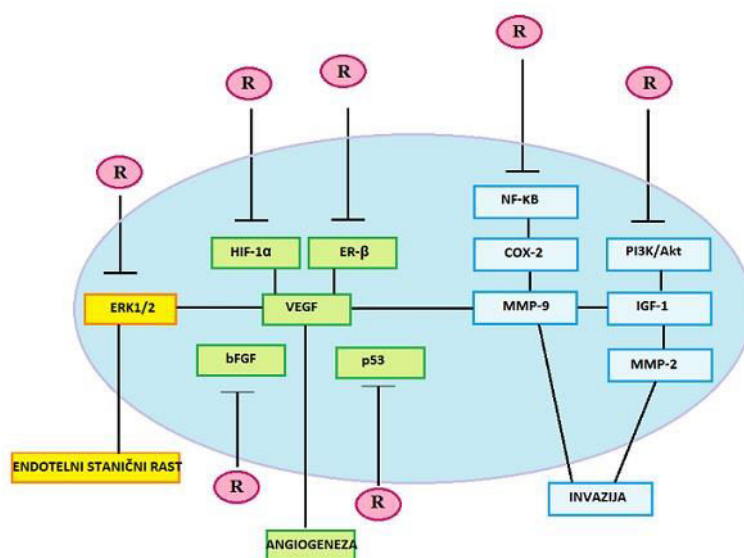 R
R
R
R
R
NF-KB
HIF-1α
ER-β
COX-2
PI3K/Akt
ERK1/2
VEGF
MMP-9
IGF-1
bFGF
p53
MMP-2
ENDOTELNI STANIČNI RAST
R
R
INVAZIJA
ANGIOGENEZA